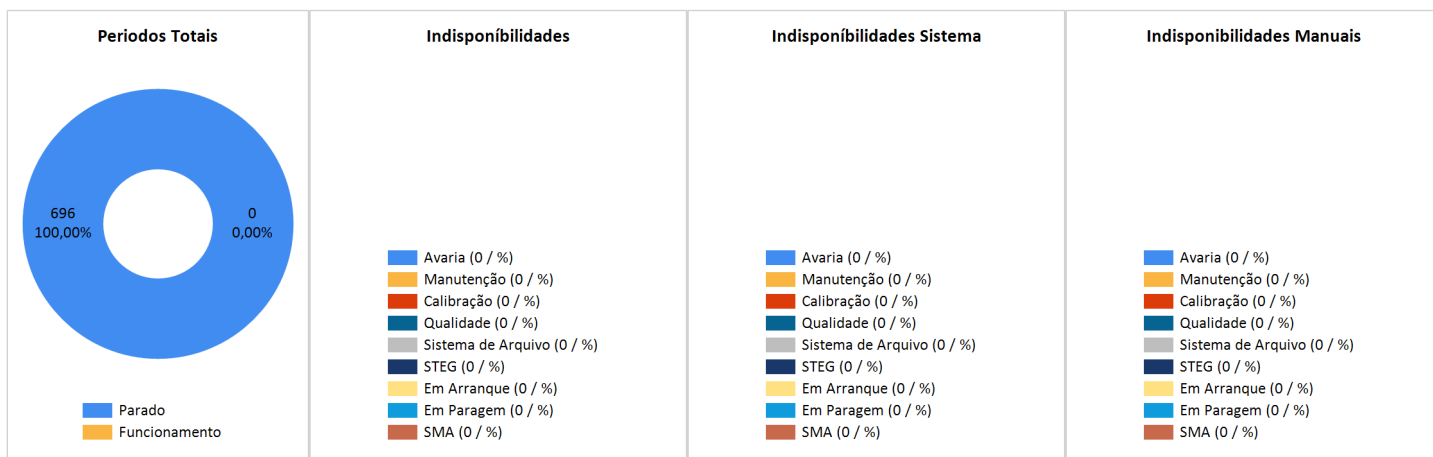 Periodos Totais
696
100,00%
0
0,00%
Parado
Funcionamento
Indisponíbilidades
Avaria (0 / %)
Manutenção (0 / %)
Calibração (0 / %)
Qualidade (0 / %)
Sistema de Arquivo (0 / %)
STEG (0 / %)
Em Arranque (0 / %)
Em Paragem (0 / %)
SMA (0 / %)
Indisponíbilidades Sistema
Avaria (0 / %)
Manutenção (0 / %)
Calibração (0 / %)
Qualidade (0 / %)
Sistema de Arquivo (0 / %)
STEG (0 / %)
Em Arranque (0 / %)
Em Paragem (0 / %)
SMA (0 / %)
Indisponibilidades Manuais
Avaria (0 / %)
Manutenção (0 / %)
Calibração (0 / %)
Qualidade (0 / %)
Sistema de Arquivo (0 / %)
STEG (0 / %)
Em Arranque (0 / %)
Em Paragem (0 / %)
SMA (0 / %)